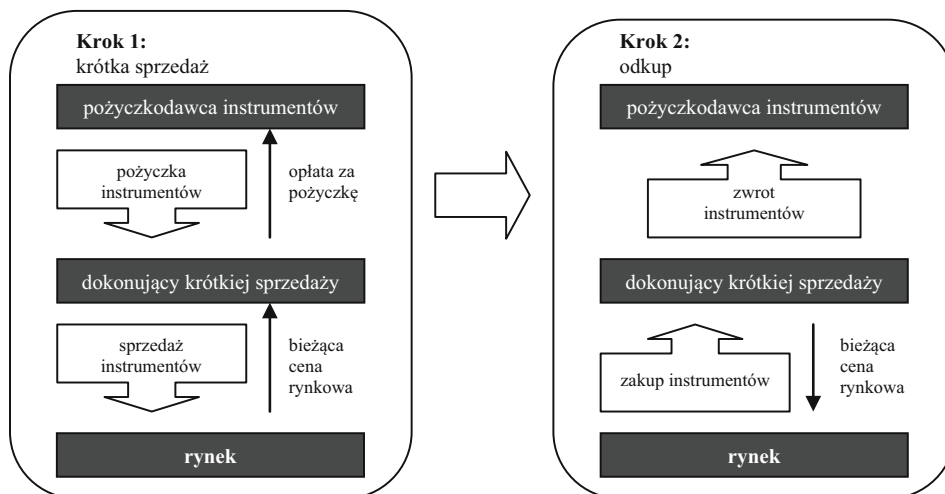 Krok 1:
krótka sprzedaż
pożyczkodawca instrumentów
pożyczka
instrumentów
opłata za
pożyczkę
dokonujący krótkiej sprzedaży
sprzedaż
instrumentów
bieżąca
cena
rynkowa
rynek
Krok 2:
odkup
pożyczkodawca instrumentów
zwrot
instrumentów
dokonujący krótkiej sprzedaży
zakup instrumentów
bieżąca
cena
rynkowa
rynek